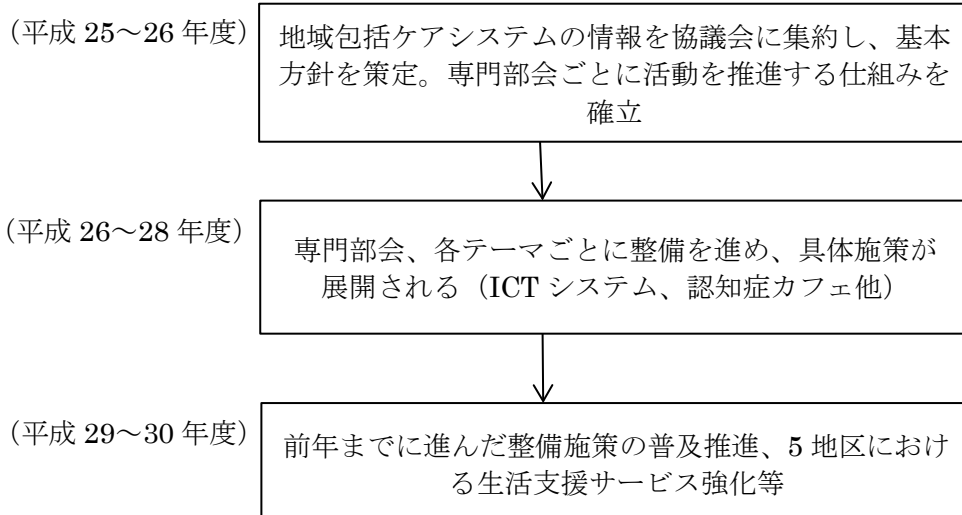 （平成 25～26 年度）
地域包括ケアシステムの情報を協議会に集約し、基本
方針を策定。専門部会ごとに活動を推進する仕組みを
確立
（平成 26～28 年度）
専門部会、各テーマごとに整備を進め、具体施策が
展開される（ICT システム、認知症カフェ他）
（平成 29～30 年度）
前年までに進んだ整備施策の普及推進、5 地区におけ
る生活支援サービス強化等